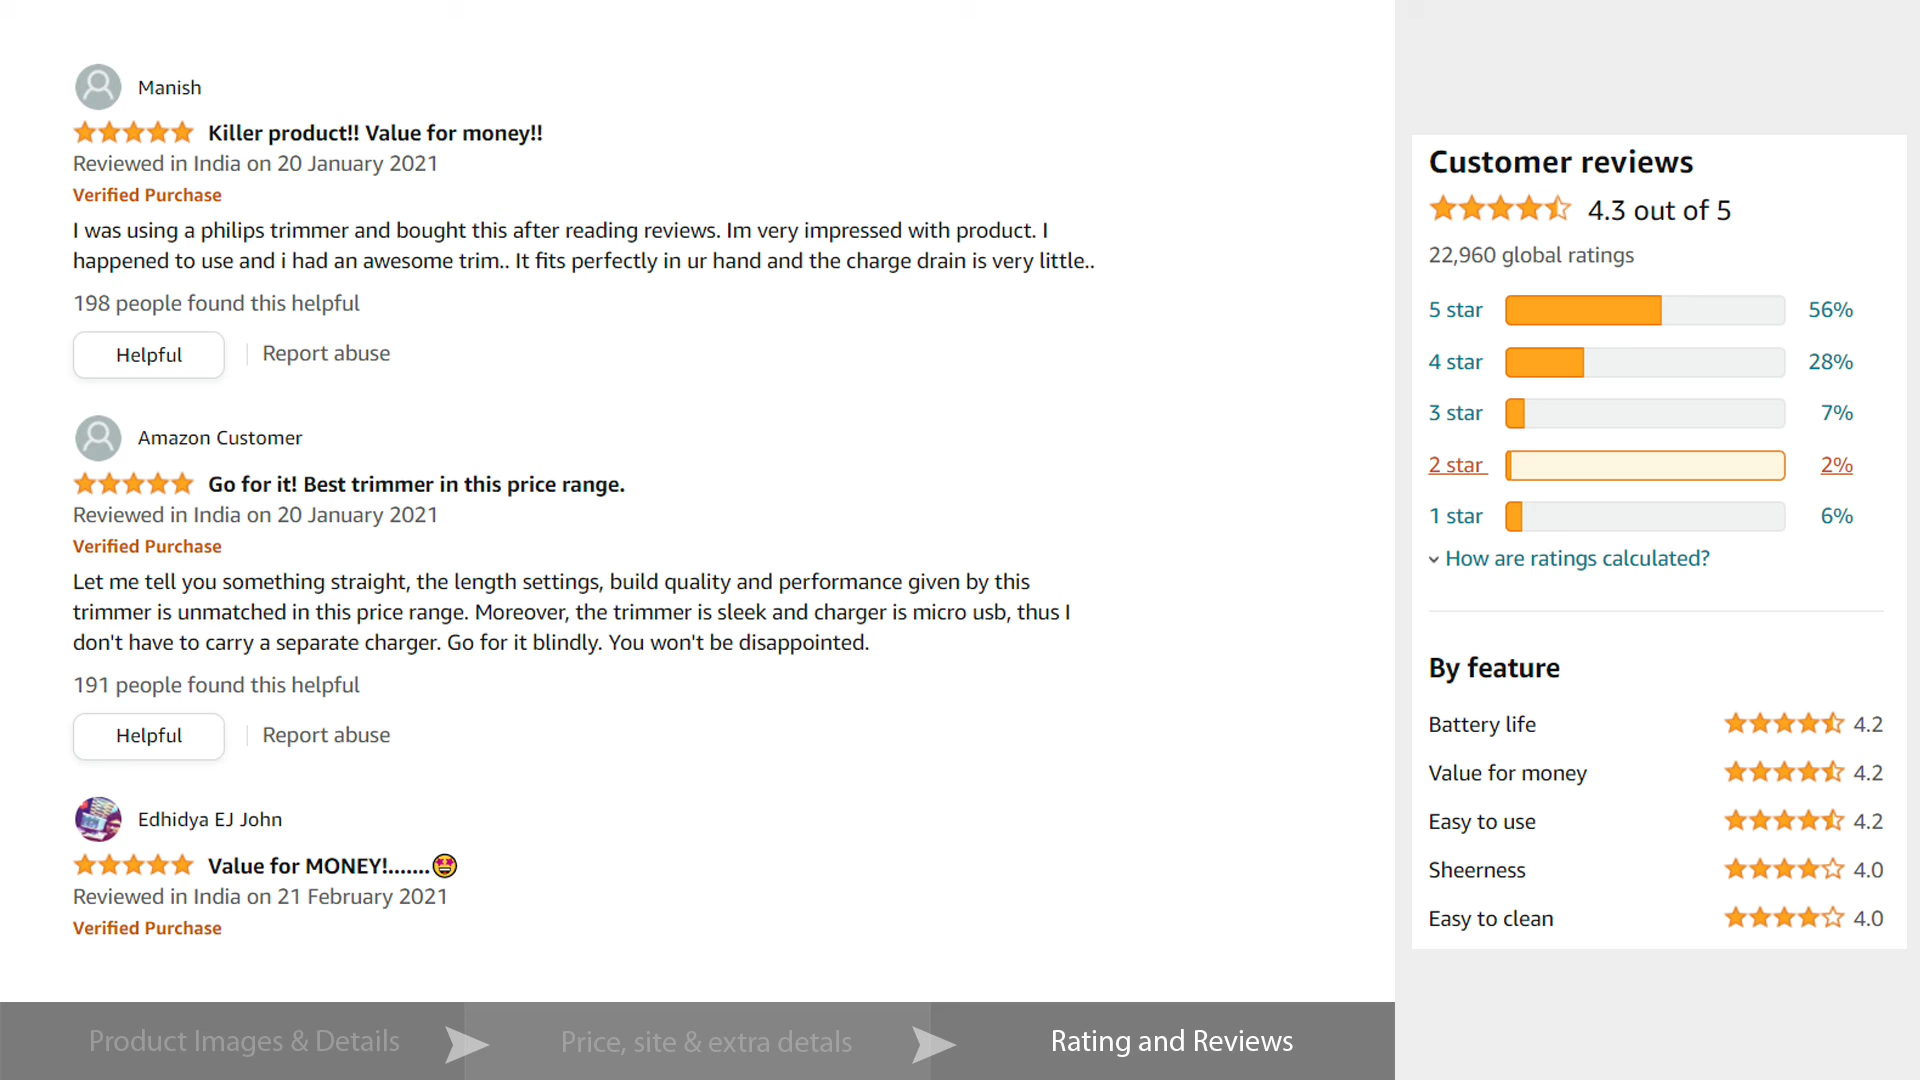 Manish
Killer product!! Value for money!!
Reviewed in India on 20 January 2021
Verified Purchase
I was using a philips trimmer and bought this after reading reviews. Im very impressed with product. I
happened to use and i had an awesome trim.. It fits perfectly in ur hand and the charge drain is very little..
198 people found this helpful
Helpful
Report abuse
Amazon Customer
Go for it! Best trimmer in this price range.
Reviewed in India on 20 January 2021
Verified Purchase
Let me tell you something straight, the length settings, build quality and performance given by this
trimmer is unmatched in this price range. Moreover, the trimmer is sleek and charger is micro usb, thus I
don't have to carry a separate charger. Go for it blindly. You won't be disappointed.
191 people found this helpful
Helpful
Report abuse
Edhidya EJ John
Value for MONEY!.......🤩
Reviewed in India on 21 February 2021
Verified Purchase
Customer reviews
4.3 out of 5
22,960 global ratings
5 star 56%
4 star 28%
3 star 7%
2 star 2%
1 star 6%
How are ratings calculated?
By feature
Battery life 4.2
Value for money 4.2
Easy to use 4.2
Sheerness 4.0
Easy to clean 4.0
Product Images & Details
Price, site & extra detals
Rating and Reviews